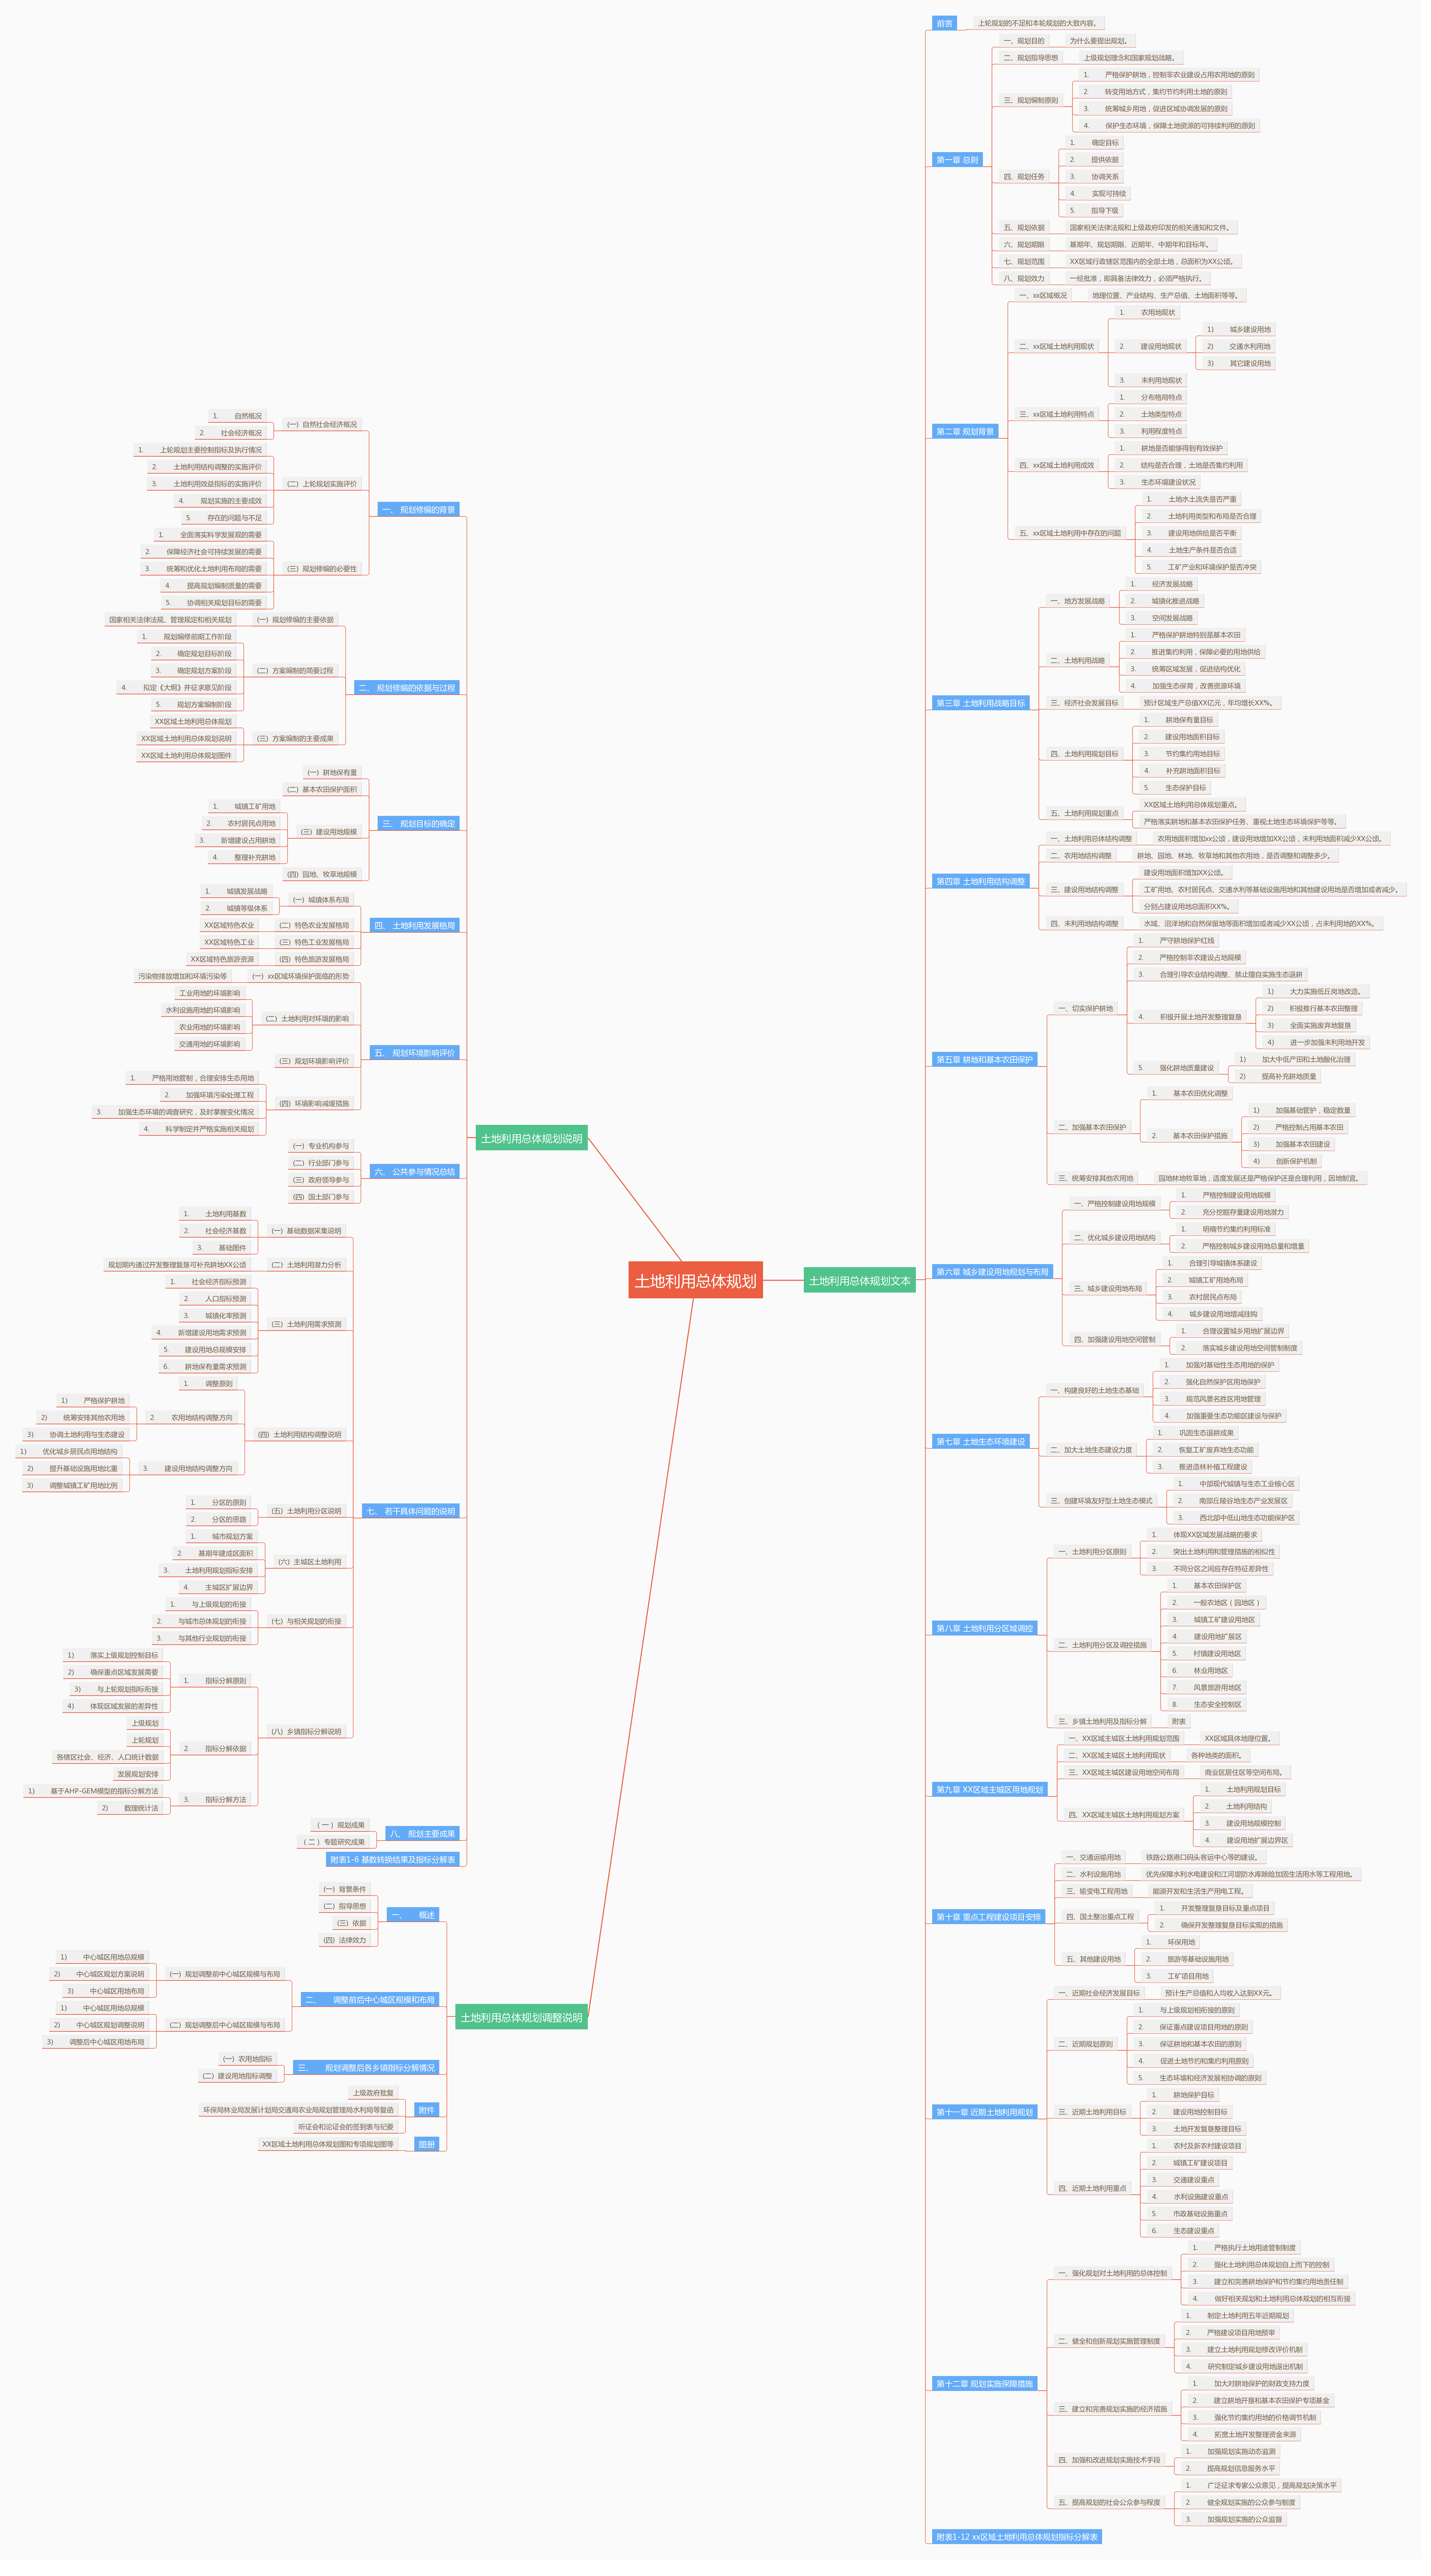 土地利用总体规划
土地利用总体规划文本
前言
上轮规划的不足和本轮规划的大致内容。
第一章 总则
一、规划目的
为什么要提出规划。
二、规划指导思想
上级规划理念和国家规划战略。
三、规划编制原则
1. 严格保护耕地，控制非农业建设占用农用地的原则
2. 转变用地方式，集约节约利用土地的原则
3. 统筹城乡用地，促进区域协调发展的原则
4. 保护生态环境，保障土地资源的可持续利用的原则
四、规划任务
1. 确定目标
2. 提供依据
3. 协调关系
4. 实现可持续
5. 指导下级
五、规划依据
国家相关法律法规和上级政府印发的相关通知和文件。
六、规划期限
基期年、规划期限、近期年、中期年和目标年。
七、规划范围
XX区域行政辖区范围内的全部土地，总面积为XX公顷。
八、规划效力
一经批准，即具备法律效力，必须严格执行。
第二章 规划背景
一、xx区域概况
地理位置、产业结构、生产总值、土地面积等等。
二、xx区域土地利用现状
1. 农用地现状
2. 建设用地现状
1) 城乡建设用地
2) 交通水利用地
3) 其它建设用地
3. 未利用地现状
三、xx区域土地利用特点
1. 分布格局特点
2. 土地类型特点
3. 利用程度特点
四、xx区域土地利用成效
1. 耕地是否能够得到有效保护
2. 结构是否合理，土地是否集约利用
3. 生态环境建设状况
五、xx区域土地利用中存在的问题
1. 土地水土流失是否严重
2. 土地利用类型和布局是否合理
3. 建设用地供给是否平衡
4. 土地生产条件是否合适
5. 工矿产业和环境保护是否冲突
第三章 土地利用战略目标
一、地方发展战略
1. 经济发展战略
2. 城镇化推进战略
3. 空间发展战略
二、土地利用战略
1. 严格保护耕地特别是基本农田
2. 推进集约利用，保障必要的用地供给
3. 统筹区域发展，促进结构优化
4. 加强生态保育，改善资源环境
三、经济社会发展目标
预计区域生产总值XX亿元，年均增长XX%。
四、土地利用规划目标
1. 耕地保有量目标
2. 建设用地面积目标
3. 节约集约用地目标
4. 补充耕地面积目标
5. 生态保护目标
五、土地利用规划重点
XX区域土地利用总体规划重点。
严格落实耕地和基本农田保护任务、重视土地生态环境保护等等。
第四章 土地利用结构调整
一、土地利用总体结构调整
农用地面积增加xx公顷，建设用地增加XX公顷，未利用地面积减少XX公顷。
二、农用地结构调整
耕地、园地、林地、牧草地和其他农用地，是否调整和调整多少。
三、建设用地结构调整
建设用地面积增加XX公顷。
工矿用地、农村居民点、交通水利等基础设施用地和其他建设用地是否增加或者减少。
分别占建设用地总面积XX%。
四、未利用地结构调整
水域、沼洋地和自然保留地等面积增加或者减少XX公顷，占未利用地的XX%。
第五章 耕地和基本农田保护
一、切实保护耕地
1. 严守耕地保护红线
2. 严格控制非农建设占地规模
3. 合理引导农业结构调整、禁止擅自实施生态退耕
4. 积极开展土地开发整理复垦
1) 大力实施低丘岗地改造。
2) 积极推行基本农田整理
3) 全面实施废弃地复垦
4) 进一步加强未利用地开发
5. 强化耕地质量建设
1) 加大中低产田和土地酸化治理
2) 提高补充耕地质量
二、加强基本农田保护
1. 基本农田优化调整
2. 基本农田保护措施
1) 加强基础管护，稳定数量
2) 严格控制占用基本农田
3) 加强基本农田建设
4) 创新保护机制
三、统筹安排其他农用地
园地林地牧草地，适度发展还是严格保护还是合理利用，因地制宜。
第六章 城乡建设用地规划与布局
一、严格控制建设用地规模
1. 严格控制建设用地规模
2. 充分挖掘存量建设用地潜力
二、优化城乡建设用地结构
1. 明确节约集约利用标准
2. 严格控制城乡建设用地总量和增量
三、城乡建设用地布局
1. 合理引导城镇体系建设
2. 城镇工矿用地布局
3. 农村居民点布局
4. 城乡建设用地增减挂钩
四、加强建设用地空间管制
1. 合理设置城乡用地扩展边界
2. 落实城乡建设用地空间管制制度
第七章 土地生态环境建设
一、构建良好的土地生态基础
1. 加强对基础性生态用地的保护
2. 强化自然保护区用地保护
3. 规范风景名胜区用地管理
4. 加强重要生态功能区建设与保护
二、加大土地生态建设力度
1. 巩固生态退耕成果
2. 恢复工矿废弃地生态功能
3. 推进造林补植工程建设
三、创建环境友好型土地生态模式
1. 中部现代城镇与生态工业核心区
2. 南部丘陵谷地生态产业发展区
3. 西北部中低山地生态功能保护区
第八章 土地利用分区域调控
一、土地利用分区原则
1. 体现XX区域发展战略的要求
2. 突出土地利用和管理措施的相似性
3. 不同分区之间应存在特征差异性
二、土地利用分区及调控措施
1. 基本农田保护区
2. 一般农地区（园地区）
3. 城镇工矿建设用地区
4. 建设用地扩展区
5. 村镇建设用地区
6. 林业用地区
7. 风景旅游用地区
8. 生态安全控制区
三、乡镇土地利用及指标分解
附表
第九章 XX区域主城区用地规划
一、XX区域主城区土地利用规划范围
XX区域具体地理位置。
二、XX区域主城区土地利用现状
各种地类的面积。
三、XX区域主城区建设用地空间布局
商业区居住区等空间布局。
四、XX区域主城区土地利用规划方案
1. 土地利用规划目标
2. 土地利用结构
3. 建设用地规模控制
4. 建设用地扩展边界区
第十章 重点工程建设项目安排
一、交通运输用地
铁路公路港口码头客运中心等的建设。
二、水利设施用地
优先保障水利水电建设和江河堤防水库除险加固生活用水等工程用地。
三、输变电工程用地
能源开发和生活生产用电工程。
四、国土整治重点工程
1. 开发整理复垦目标及重点项目
2. 确保开发整理复垦目标实现的措施
五、其他建设用地
1. 环保用地
2. 旅游等基础设施用地
3. 工矿项目用地
第十一章 近期土地利用规划
一、近期社会经济发展目标
预计生产总值和人均收入达到XX元。
二、近期规划原则
1. 与上级规划相衔接的原则
2. 保证重点建设项目用地的原则
3. 保证耕地和基本农田的原则
4. 促进土地节约和集约利用原则
5. 生态环境和经济发展相协调的原则
三、近期土地利用目标
1. 耕地保护目标
2. 建设用地控制目标
3. 土地开发复垦整理目标
四、近期土地利用重点
1. 农村及新农村建设项目
2. 城镇工矿建设项目
3. 交通建设重点
4. 水利设施建设重点
5. 市政基础设施重点
6. 生态建设重点
第十二章 规划实施保障措施
一、强化规划对土地利用的总体控制
1. 严格执行土地用途管制制度
2. 强化土地利用总体规划自上而下的控制
3. 建立和完善耕地保护和节约集约用地责任制
4. 做好相关规划和土地利用总体规划的相互衔接
二、健全和创新规划实施管理制度
1. 制定土地利用五年近期规划
2. 严格建设项目用地预审
3. 建立土地利用规划修改评价机制
4. 研究制定城乡建设用地退出机制
三、建立和完善规划实施的经济措施
1. 加大对耕地保护的财政支持力度
2. 建立耕地开垦和基本农田保护专项基金
3. 强化节约集约用地的价格调节机制
4. 拓宽土地开发整理资金来源
四、加强和改进规划实施技术手段
1. 加强规划实施动态监测
2. 提高规划信息服务水平
五、提高规划的社会公众参与程度
1. 广泛征求专家公众意见，提高规划决策水平
2. 健全规划实施的公众参与制度
3. 加强规划实施的公众监督
附表1-12 xx区域土地利用总体规划指标分解表
土地利用总体规划说明
一、 规划修编的背景
(一) 自然社会经济概况
1. 自然概况
2. 社会经济概况
(二) 上轮规划实施评价
1. 上轮规划主要控制指标及执行情况
2. 土地利用结构调整的实施评价
3. 土地利用效益指标的实施评价
4. 规划实施的主要成效
5. 存在的问题与不足
(三) 规划修编的必要性
1. 全面落实科学发展观的需要
2. 保障经济社会可持续发展的需要
3. 统筹和优化土地利用布局的需要
4. 提高规划编制质量的需要
5. 协调相关规划目标的需要
二、 规划修编的依据与过程
(一) 规划修编的主要依据
国家相关法律法规、管理规定和相关规划
(二) 方案编制的简要过程
1. 规划编修前期工作阶段
2. 确定规划目标阶段
3. 确定规划方案阶段
4. 拟定《大纲》并征求意见阶段
5. 规划方案编制阶段
(三) 方案编制的主要成果
XX区域土地利用总体规划
XX区域土地利用总体规划说明
XX区域土地利用总体规划图件
三、 规划目标的确定
(一) 耕地保有量
(二) 基本农田保护面积
(三) 建设用地规模
1. 城镇工矿用地
2. 农村居民点用地
3. 新增建设占用耕地
4. 整理补充耕地
(四) 园地、牧草地规模
四、 土地利用发展格局
(一) 城镇体系布局
1. 城镇发展战略
2. 城镇等级体系
(二) 特色农业发展格局
XX区域特色农业
(三) 特色工业发展格局
XX区域特色工业
(四) 特色旅游发展格局
XX区域特色旅游资源
五、 规划环境影响评价
(一) xx区域环境保护面临的形势
污染物排放增加和环境污染等
(二) 土地利用对环境的影响
工业用地的环境影响
水利设施用地的环境影响
农业用地的环境影响
交通用地的环境影响
(三) 规划环境影响评价
(四) 环境影响减缓措施
1. 严格用地管制，合理安排生态用地
2. 加强环境污染处理工程
3. 加强生态环境的调查研究，及时掌握变化情况
4. 科学制定并严格实施相关规划
六、 公共参与情况总结
(一) 专业机构参与
(二) 行业部门参与
(三) 政府领导参与
(四) 国土部门参与
七、 若干具体问题的说明
(一) 基础数据采集说明
1. 土地利用基数
2. 社会经济基数
3. 基础图件
(二) 土地利用潜力分析
规划期内通过开发整理复垦可补充耕地XX公顷
(三) 土地利用需求预测
1. 社会经济指标预测
2. 人口指标预测
3. 城镇化率预测
4. 新增建设用地需求预测
5. 建设用地总规模安排
6. 耕地保有量需求预测
(四) 土地利用结构调整说明
1. 调整原则
2. 农用地结构调整方向
1) 严格保护耕地
2) 统筹安排其他农用地
3) 协调土地利用与生态建设
3. 建设用地结构调整方向
1) 优化城乡居民点用地结构
2) 提升基础设施用地比重
3) 调整城镇工矿用地比例
(五) 土地利用分区说明
1. 分区的原则
2. 分区的思路
(六) 主城区土地利用
1. 城市规划方案
2. 基期年建成区面积
3. 土地利用规划指标安排
4. 主城区扩展边界
(七) 与相关规划的衔接
1. 与上级规划的衔接
2. 与城市总体规划的衔接
3. 与其他行业规划的衔接
(八) 乡镇指标分解说明
1. 指标分解原则
1) 落实上级规划控制目标
2) 确保重点区域发展需要
3) 与上轮规划指标衔接
4) 体现区域发展的差异性
2. 指标分解依据
上级规划
上轮规划
各辖区社会、经济、人口统计数据
发展规划安排
3. 指标分解方法
1) 基于AHP-GEM模型的指标分解方法
2) 数理统计法
八、 规划主要成果
（一）规划成果
（二）专题研究成果
附表1-6 基数转换结果及指标分解表
土地利用总体规划调整说明
一、 概述
(一) 背景条件
(二) 指导思想
(三) 依据
(四) 法律效力
二、 调整前后中心城区规模和布局
(一) 规划调整前中心城区规模与布局
1) 中心城区用地总规模
2) 中心城区规划方案说明
3) 中心城区用地布局
(二) 规划调整后中心城区规模与布局
1) 中心城区用地总规模
2) 中心城区规划调整说明
3) 调整后中心城区用地布局
三、 规划调整后各乡镇指标分解情况
(一) 农用地指标
(二) 建设用地指标调整
附件
上级政府批复
环保局林业局发展计划局交通局农业局规划管理局水利局等复函
听证会和论证会的签到表与纪要
图册
XX区域土地利用总体规划图和专项规划图等